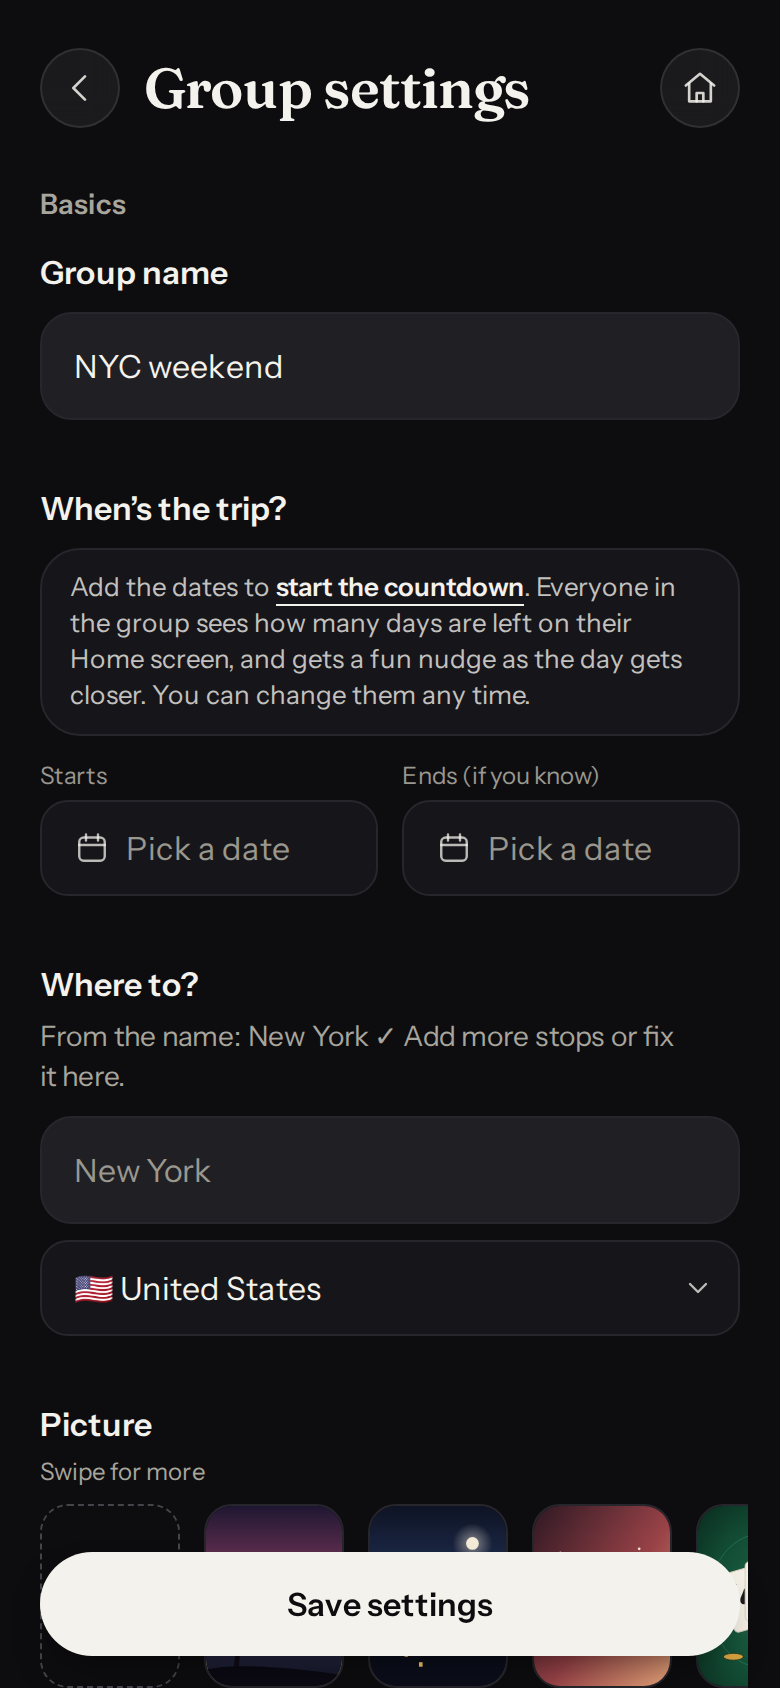 Group settings
Basics
Group name
NYC weekend
When’s the trip?
Add the dates to start the countdown. Everyone in
the group sees how many days are left on their
Home screen, and gets a fun nudge as the day gets
closer. You can change them any time.
Starts
Ends (if you know)
Pick a date
Pick a date
Where to?
From the name: New York ✓ Add more stops or fix
it here.
New York
🇺🇸 United States
Picture
Swipe for more
Save settings